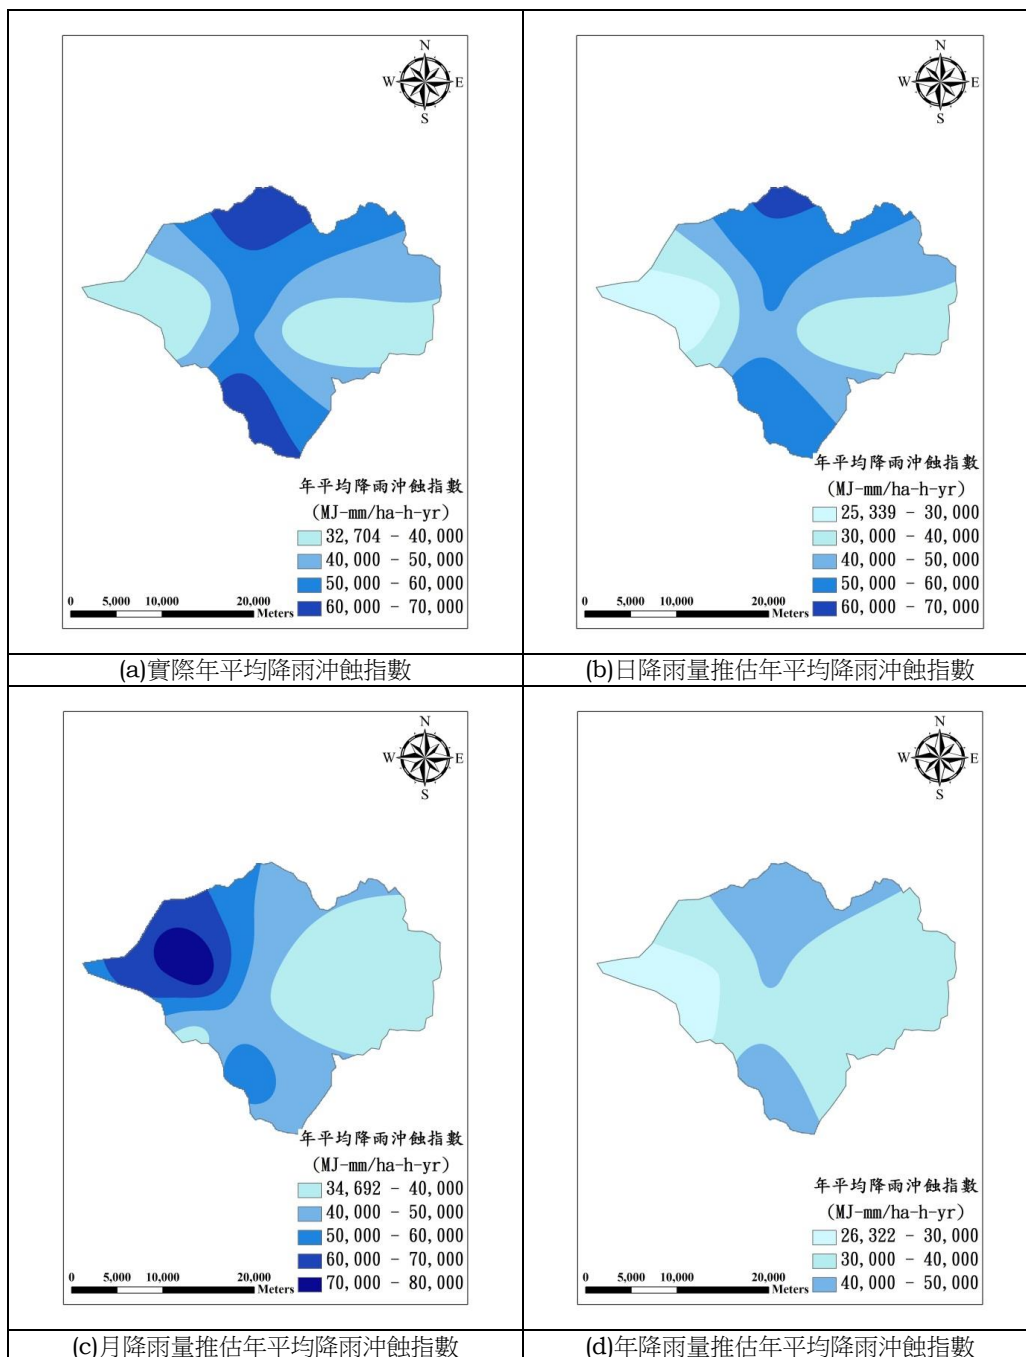 N
W E
S
年平均降雨沖蝕指數
(MJ-mm/ha-h-yr)
32,704 - 40,000
40,000 - 50,000
50,000 - 60,000
60,000 - 70,000
0 5,000 10,000 20,000
Meters
(a)實際年平均降雨沖蝕指數
N
W E
S
年平均降雨沖蝕指數
(MJ-mm/ha-h-yr)
25,339 - 30,000
30,000 - 40,000
40,000 - 50,000
50,000 - 60,000
60,000 - 70,000
0 5,000 10,000 20,000
Meters
(b)日降雨量推估年平均降雨沖蝕指數
N
W E
S
年平均降雨沖蝕指數
(MJ-mm/ha-h-yr)
34,692 - 40,000
40,000 - 50,000
50,000 - 60,000
60,000 - 70,000
70,000 - 80,000
0 5,000 10,000 20,000
Meters
(c)月降雨量推估年平均降雨沖蝕指數
N
W E
S
年平均降雨沖蝕指數
(MJ-mm/ha-h-yr)
26,322 - 30,000
30,000 - 40,000
40,000 - 50,000
0 5,000 10,000 20,000
Meters
(d)年降雨量推估年平均降雨沖蝕指數